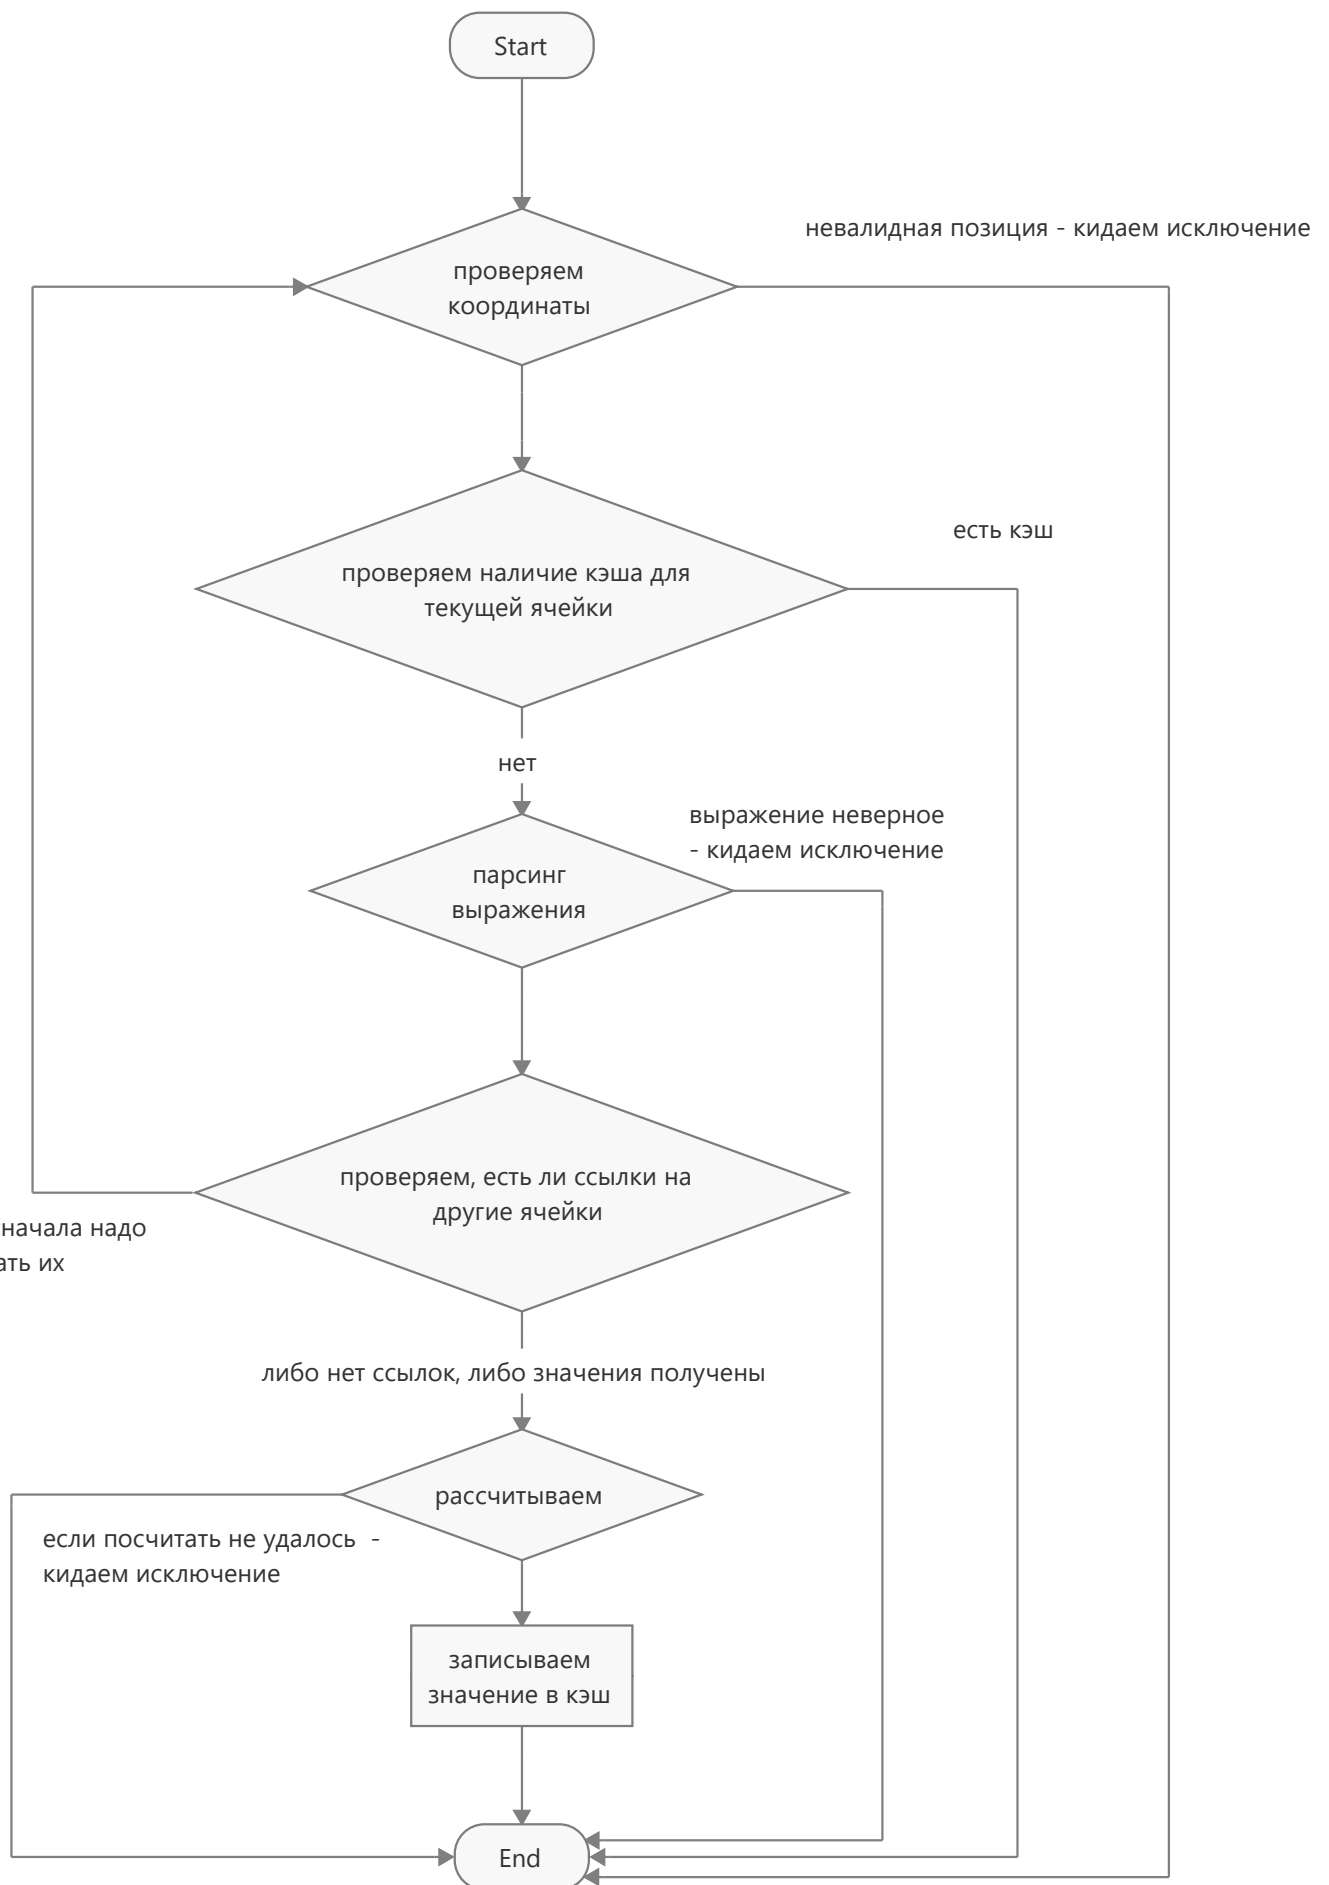 Start
невалидная позиция - кидаем исключение
проверяем
координаты
есть кэш
проверяем наличие кэша для
текущей ячейки
нет
выражение неверное
- кидаем исключение
парсинг
выражения
проверяем, есть ли ссылки на
другие ячейки
начала надо
ать их
либо нет ссылок, либо значения получены
рассчитываем
если посчитать не удалось -
кидаем исключение
записываем
значение в кэш
End